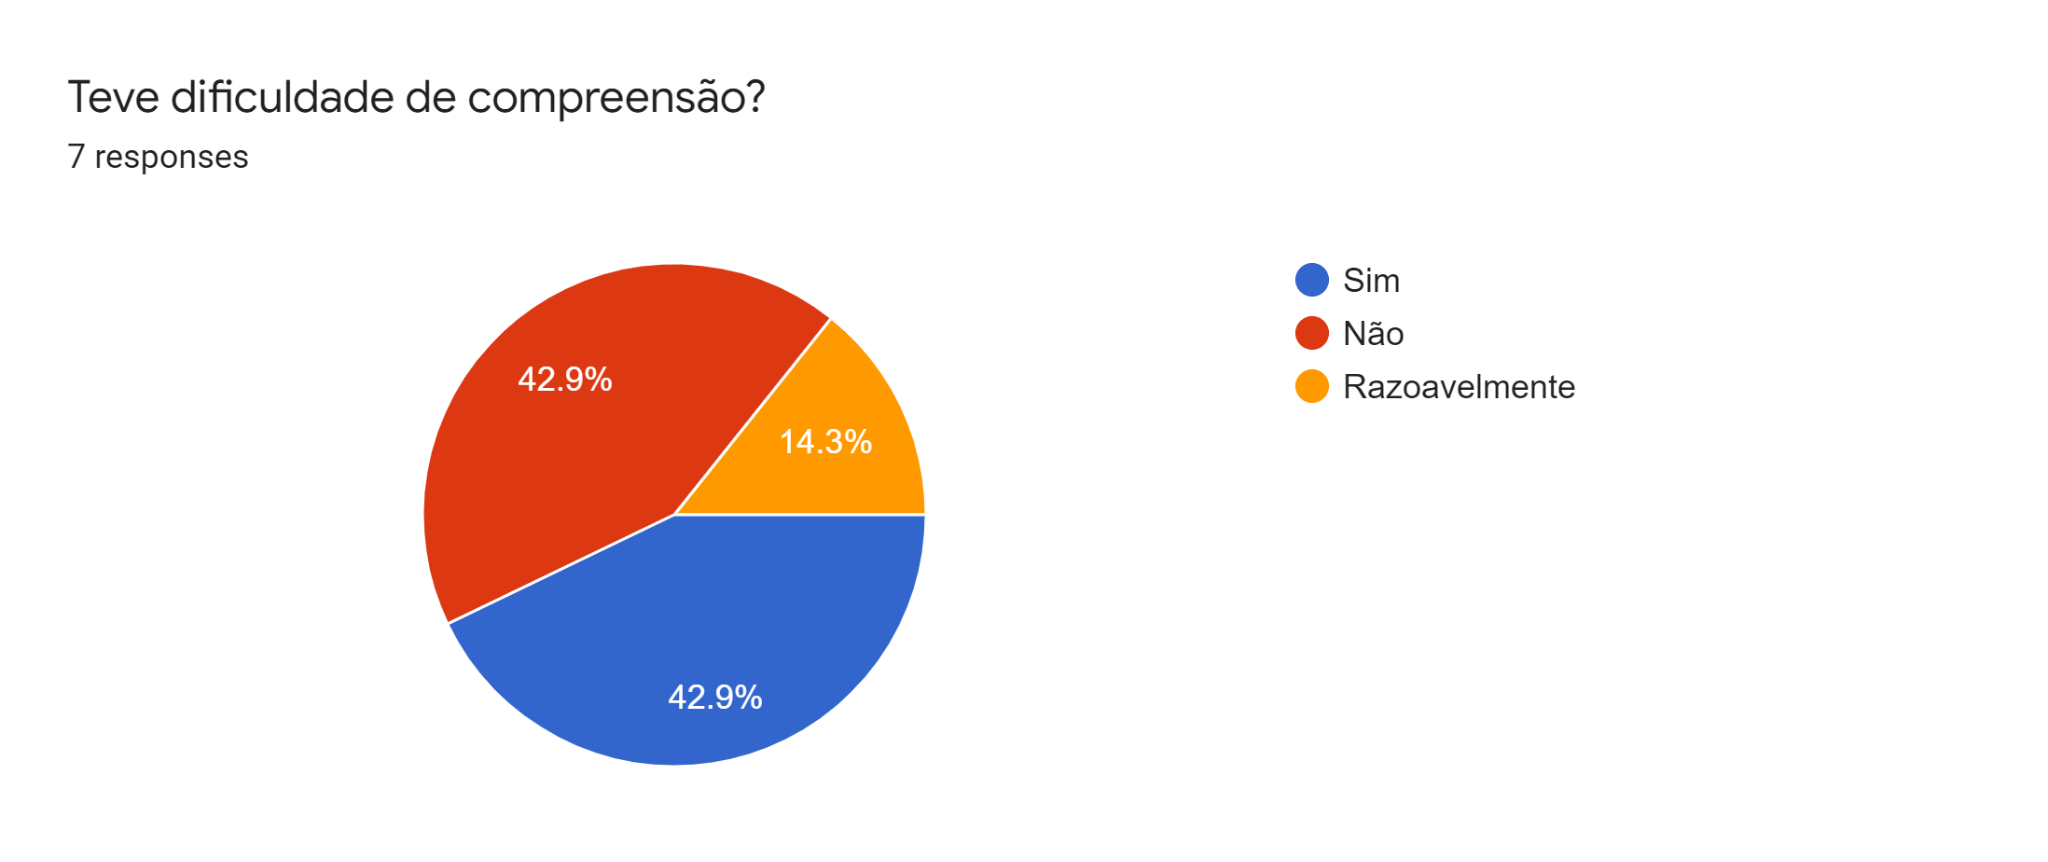 Teve dificuldade de compreensão?
7 responses
Sim
Não
Razoavelmente
42.9%
14.3%
42.9%